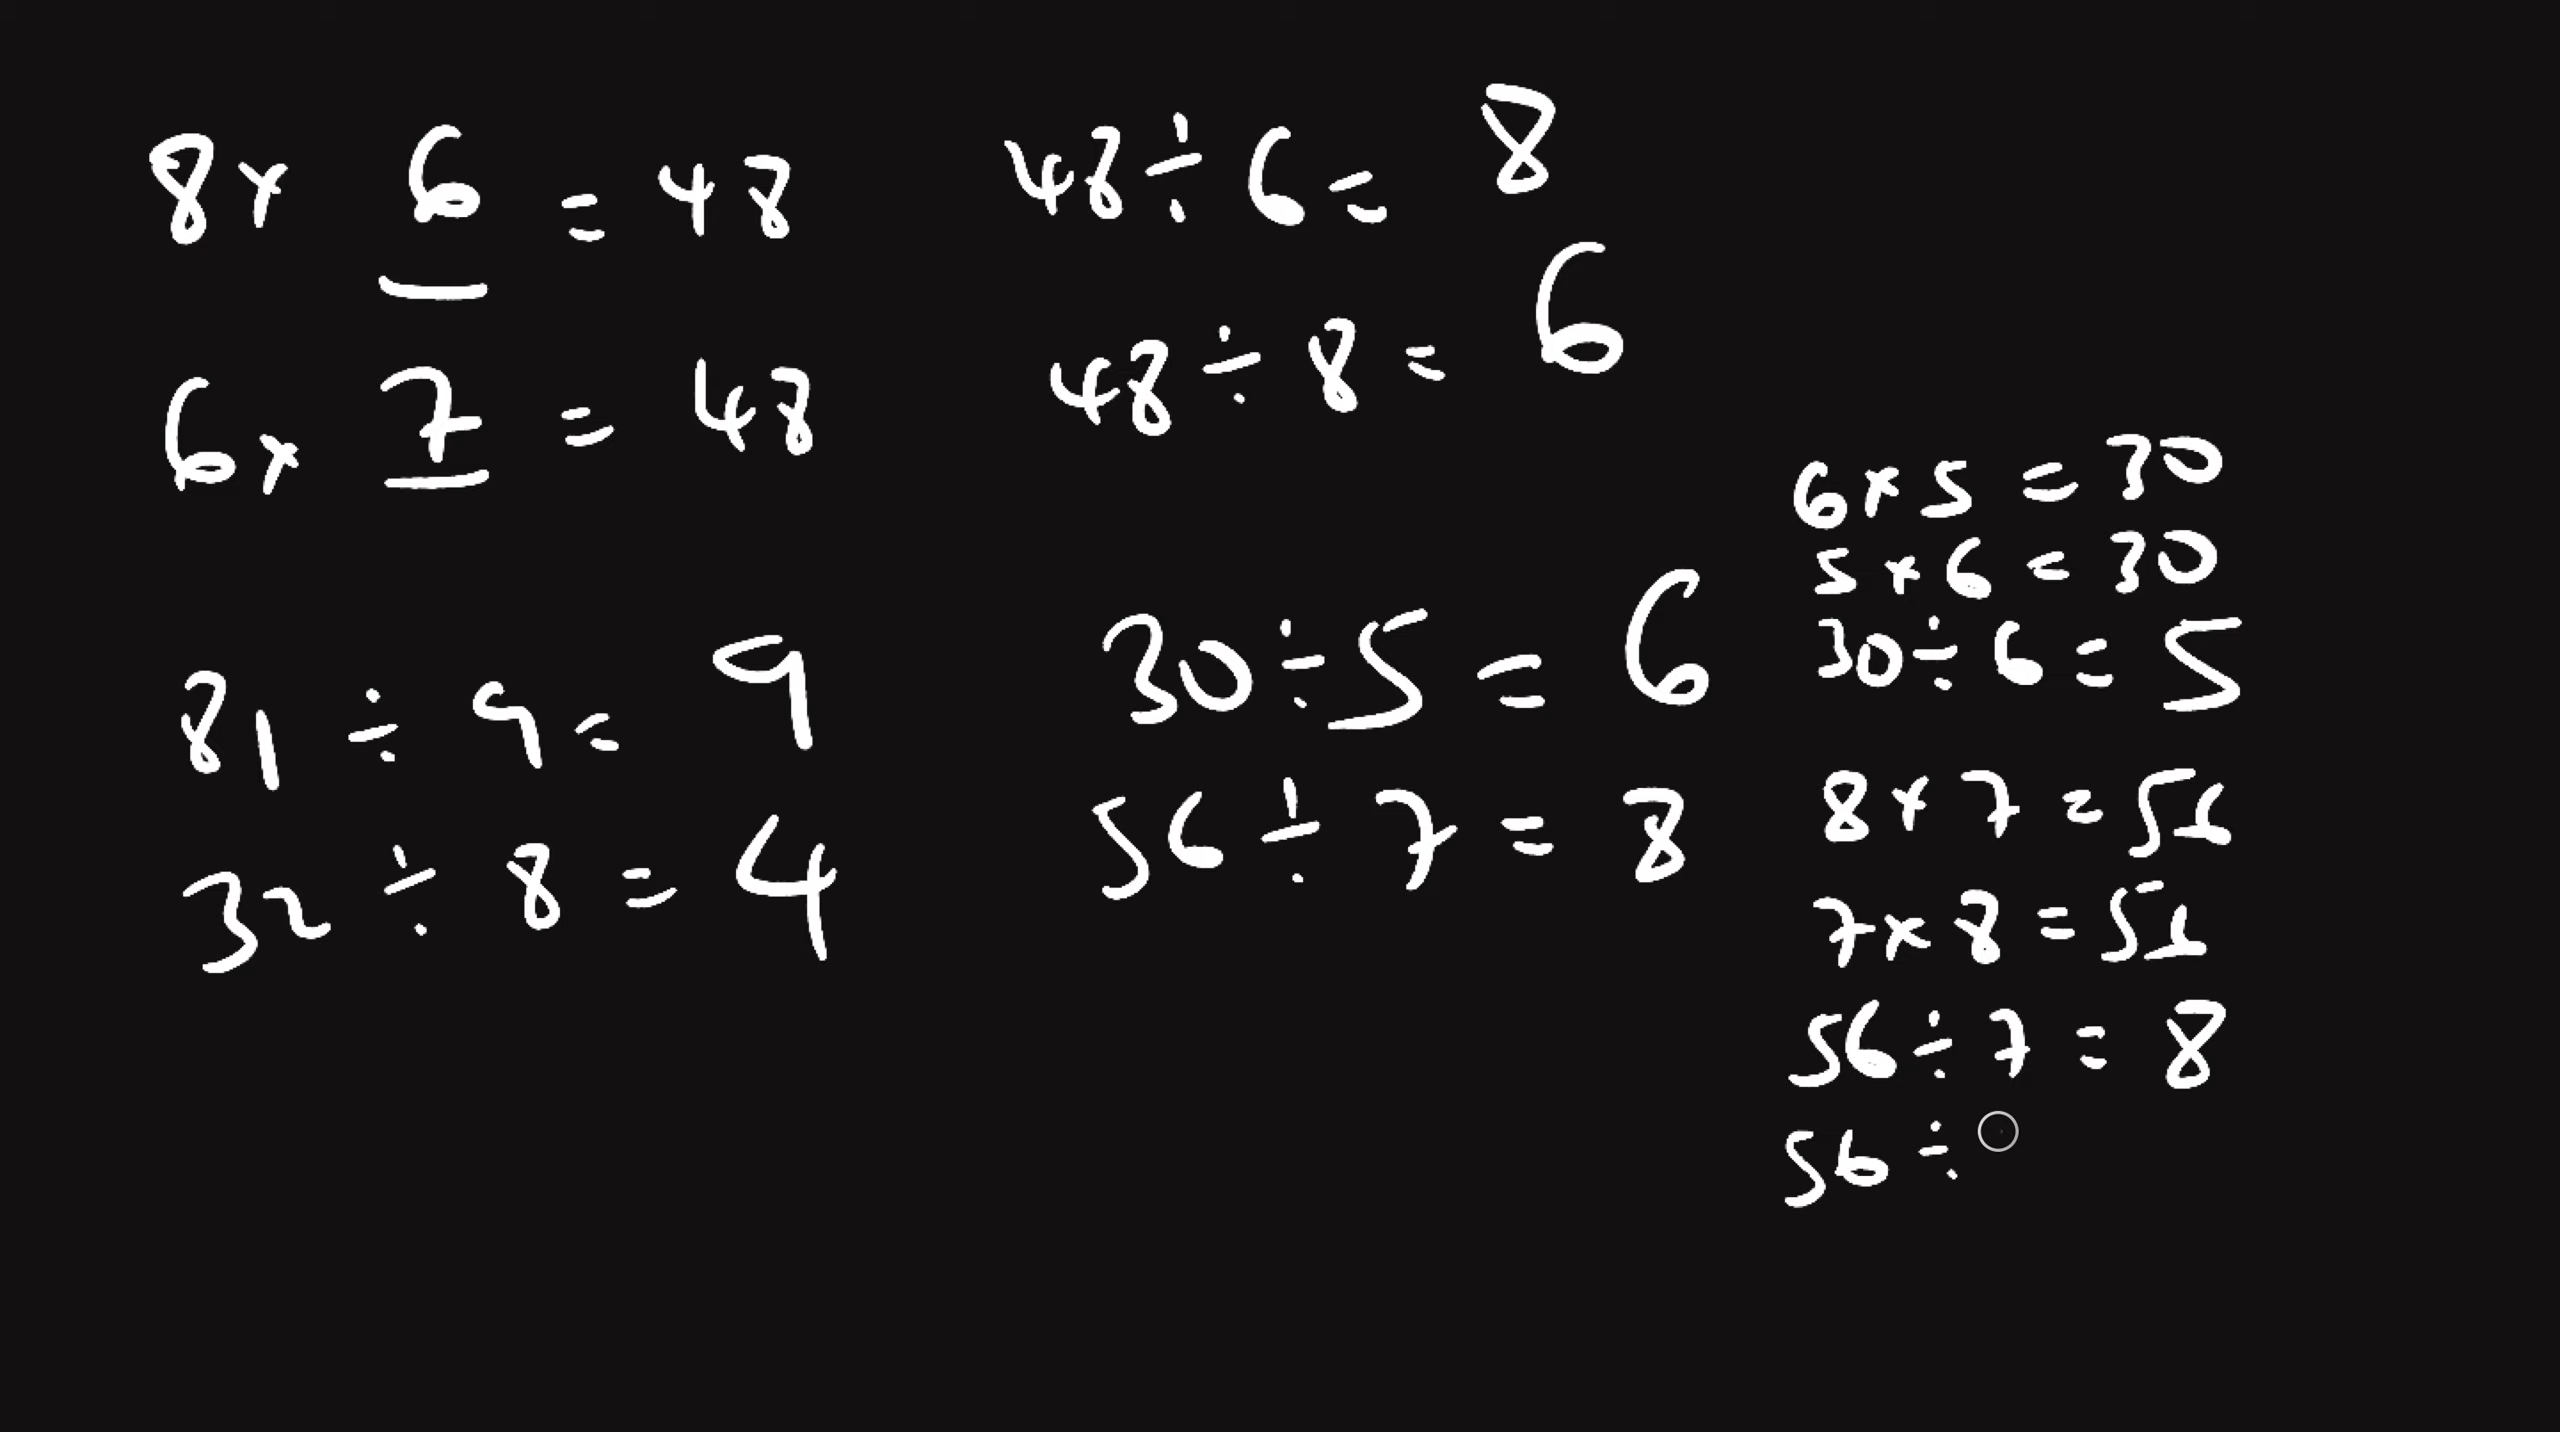 8 × 6 = 48
6 × 7 = 48
48 ÷ 6 = 8
48 ÷ 8 = 6
81 ÷ 9 = 9
32 ÷ 8 = 4
30 ÷ 5 = 6
56 ÷ 7 = 8
6 × 5 = 30
5 × 6 = 30
30 ÷ 6 = 5
8 × 7 = 56
7 × 8 = 56
56 ÷ 7 = 8
56 ÷